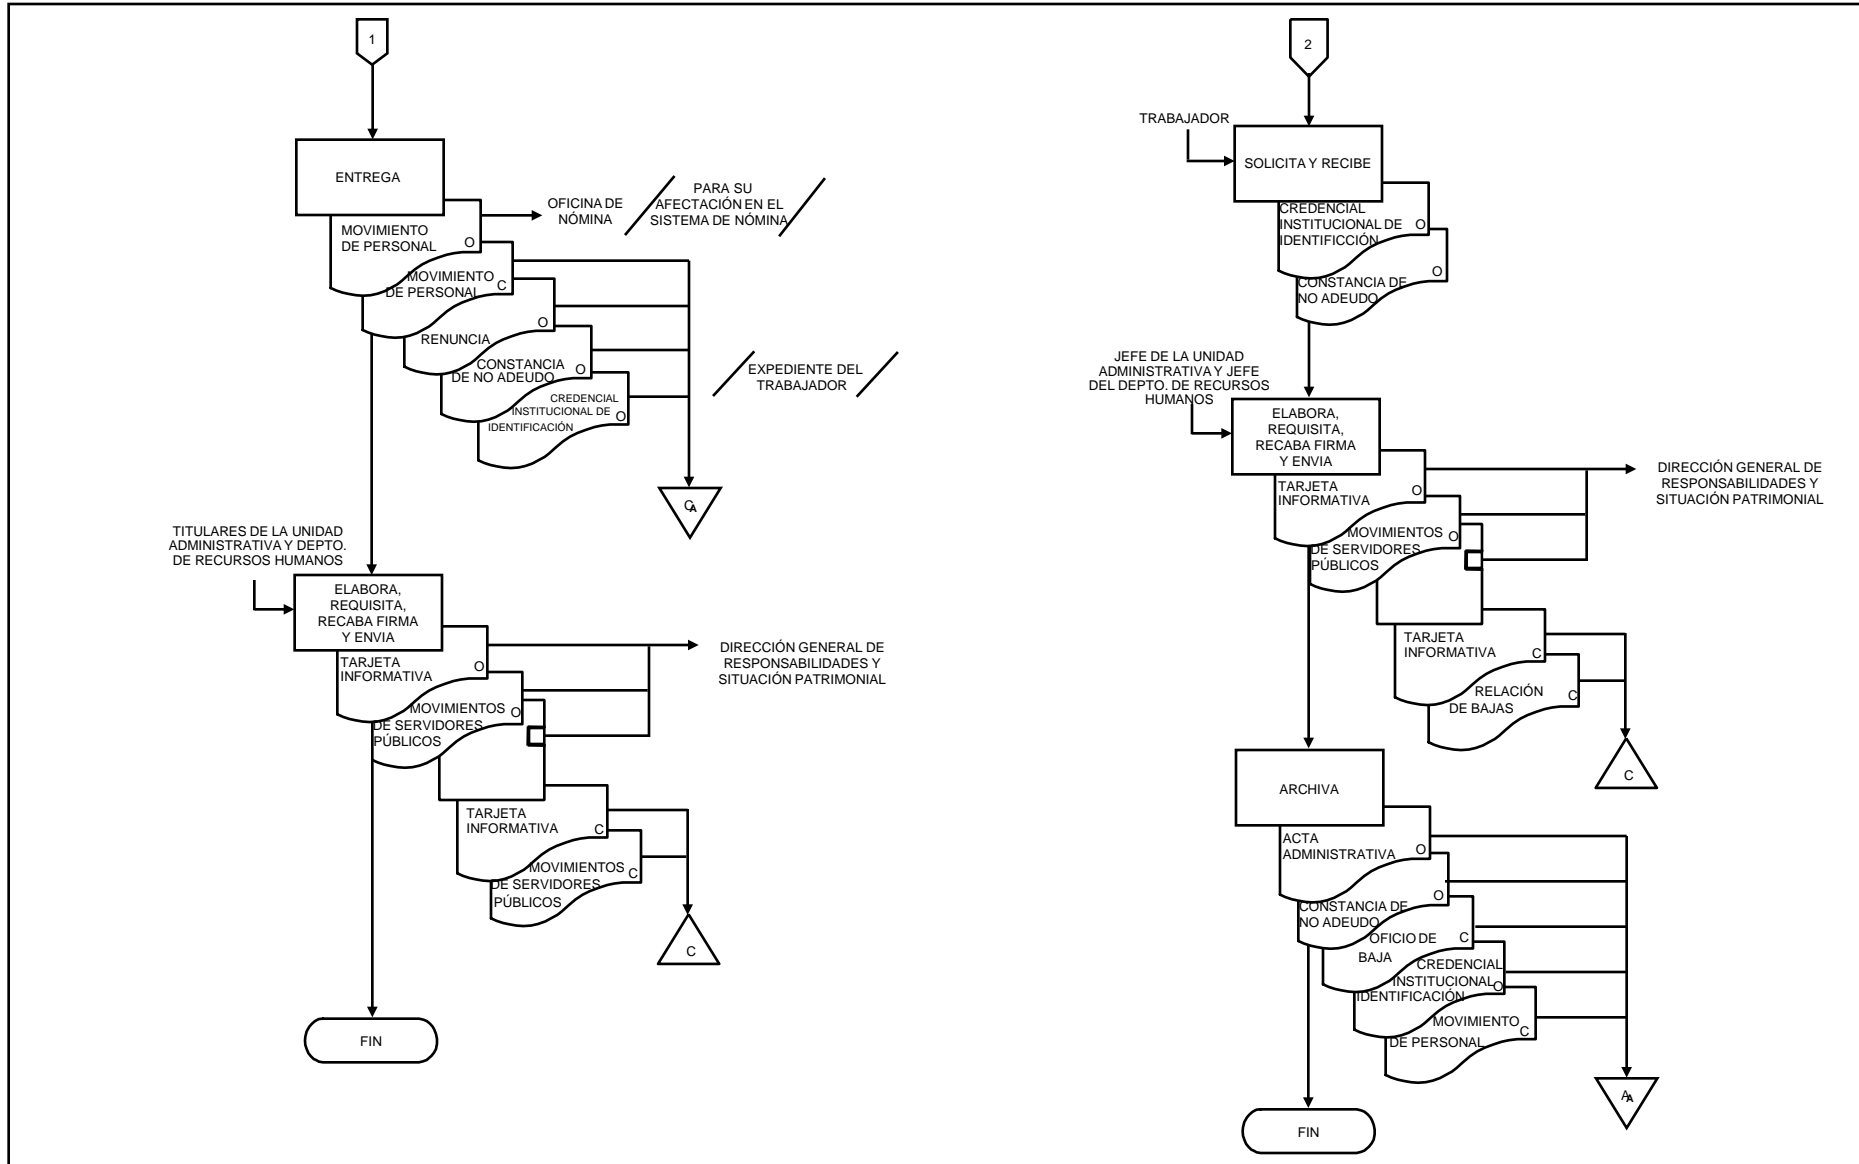 1
ENTREGA
OFICINA DE
NÓMINA
PARA SU
AFECTACIÓN EN EL
SISTEMA DE NÓMINA
MOVIMIENTO
DE PERSONAL
O
MOVIMIENTO
DE PERSONAL
C
RENUNCIA
O
CONSTANCIA
DE NO ADEUDO
O
CREDENCIAL
INSTITUCIONAL DE
IDENTIFICACIÓN
O
EXPEDIENTE DEL
TRABAJADOR
TITULARES DE LA UNIDAD
ADMINISTRATIVA Y DEPTO.
DE RECURSOS HUMANOS
ELABORA,
REQUISITA,
RECABA FIRMA
Y ENVIA
TARJETA
INFORMATIVA
O
MOVIMIENTOS
DE SERVIDORES
PÚBLICOS
O
DIRECCIÓN GENERAL DE
RESPONSABILIDADES Y
SITUACIÓN PATRIMONIAL
TARJETA
INFORMATIVA
C
MOVIMIENTOS
DE SERVIDORES
PÚBLICOS
C
C
FIN
2
TRABAJADOR
SOLICITA Y RECIBE
CREDENCIAL
INSTITUCIONAL DE
IDENTIFICCIÓN
O
CONSTANCIA DE
NO ADEUDO
O
JEFE DE LA UNIDAD
ADMINISTRATIVA Y JEFE
DEL DEPTO. DE RECURSOS
HUMANOS
ELABORA,
REQUISITA,
RECABA FIRMA
Y ENVIA
TARJETA
INFORMATIVA
O
MOVIMIENTOS
DE SERVIDORES
PÚBLICOS
O
DIRECCIÓN GENERAL DE
RESPONSABILIDADES Y
SITUACIÓN PATRIMONIAL
TARJETA
INFORMATIVA
C
RELACIÓN
DE BAJAS
C
C
ARCHIVA
ACTA
ADMINISTRATIVA
O
CONSTANCIA DE
NO ADEUDO
O
OFICIO DE
BAJA
C
CREDENCIAL
INSTITUCIONAL
IDENTIFICACIÓN
O
MOVIMIENTO
DE PERSONAL
C
FIN